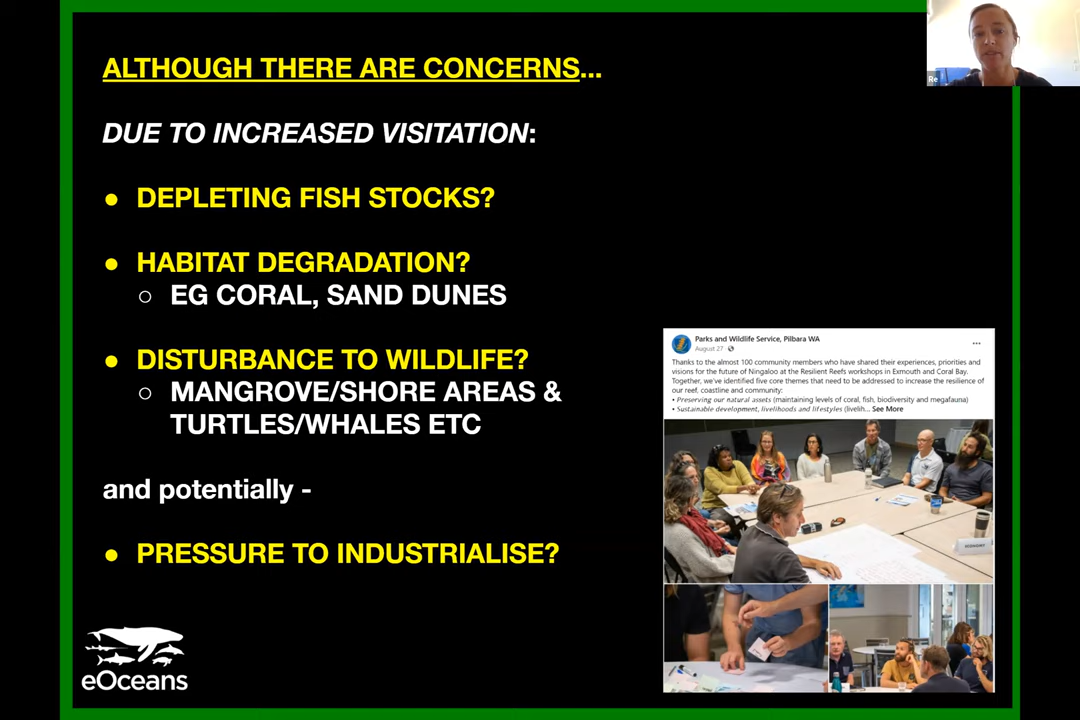 ALTHOUGH THERE ARE CONCERNS...
DUE TO INCREASED VISITATION:
● DEPLETING FISH STOCKS?
● HABITAT DEGRADATION?
○ EG CORAL, SAND DUNES
● DISTURBANCE TO WILDLIFE?
○ MANGROVE/SHORE AREAS &
TURTLES/WHALES ETC
and potentially -
● PRESSURE TO INDUSTRIALISE?
eOceans
Re
Parks and Wildlife Service, Pilbara WA
August 27
Thanks to the almost 100 community members who have shared their experiences, priorities and
visions for the future of Ningaloo at the Resilient Reefs workshops in Exmouth and Coral Bay.
Together, we've identified five core themes that need to be addressed to increase the resilience of
our reef, coastline and community:
• Preserving our natural assets (maintaining levels of coral, fish, biodiversity and megafauna)
• Sustainable development, livelihoods and lifestyles (livelih... See More